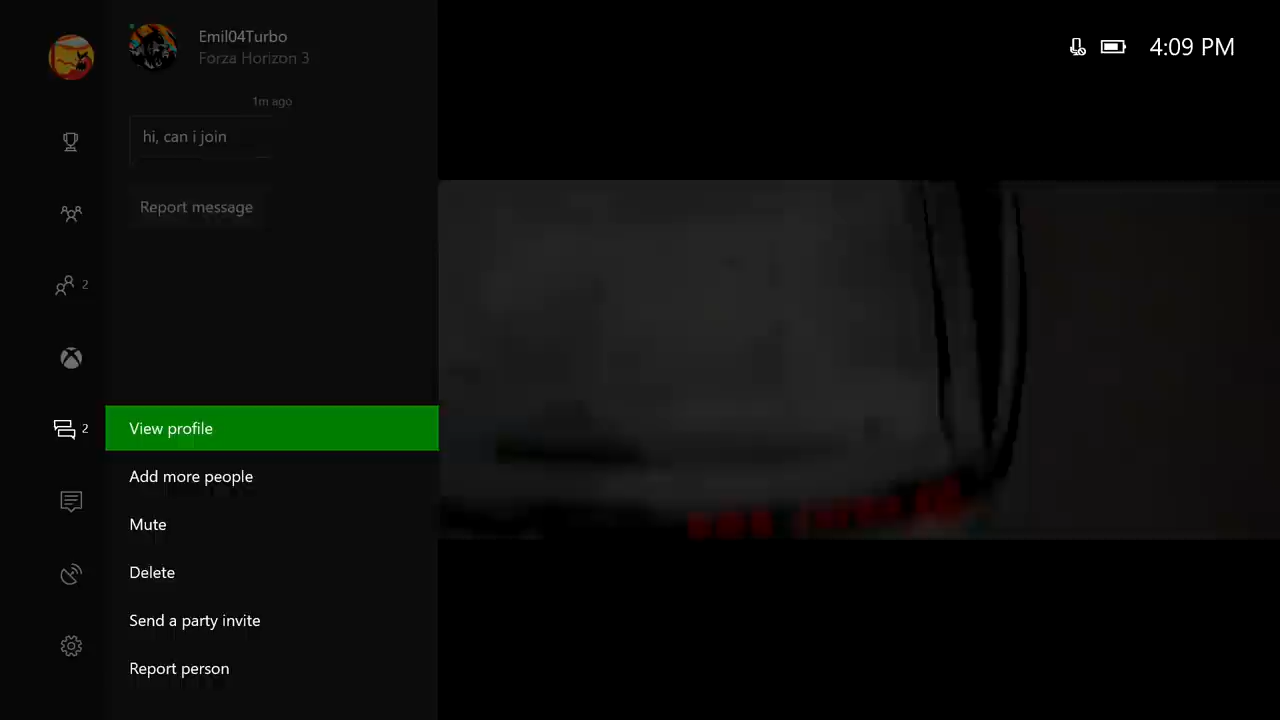 Emil04Turbo
Forza Horizon 3
4:09 PM
1m ago
hi, can i join
Report message
2
View profile
2
Add more people
Mute
Delete
Send a party invite
Report person